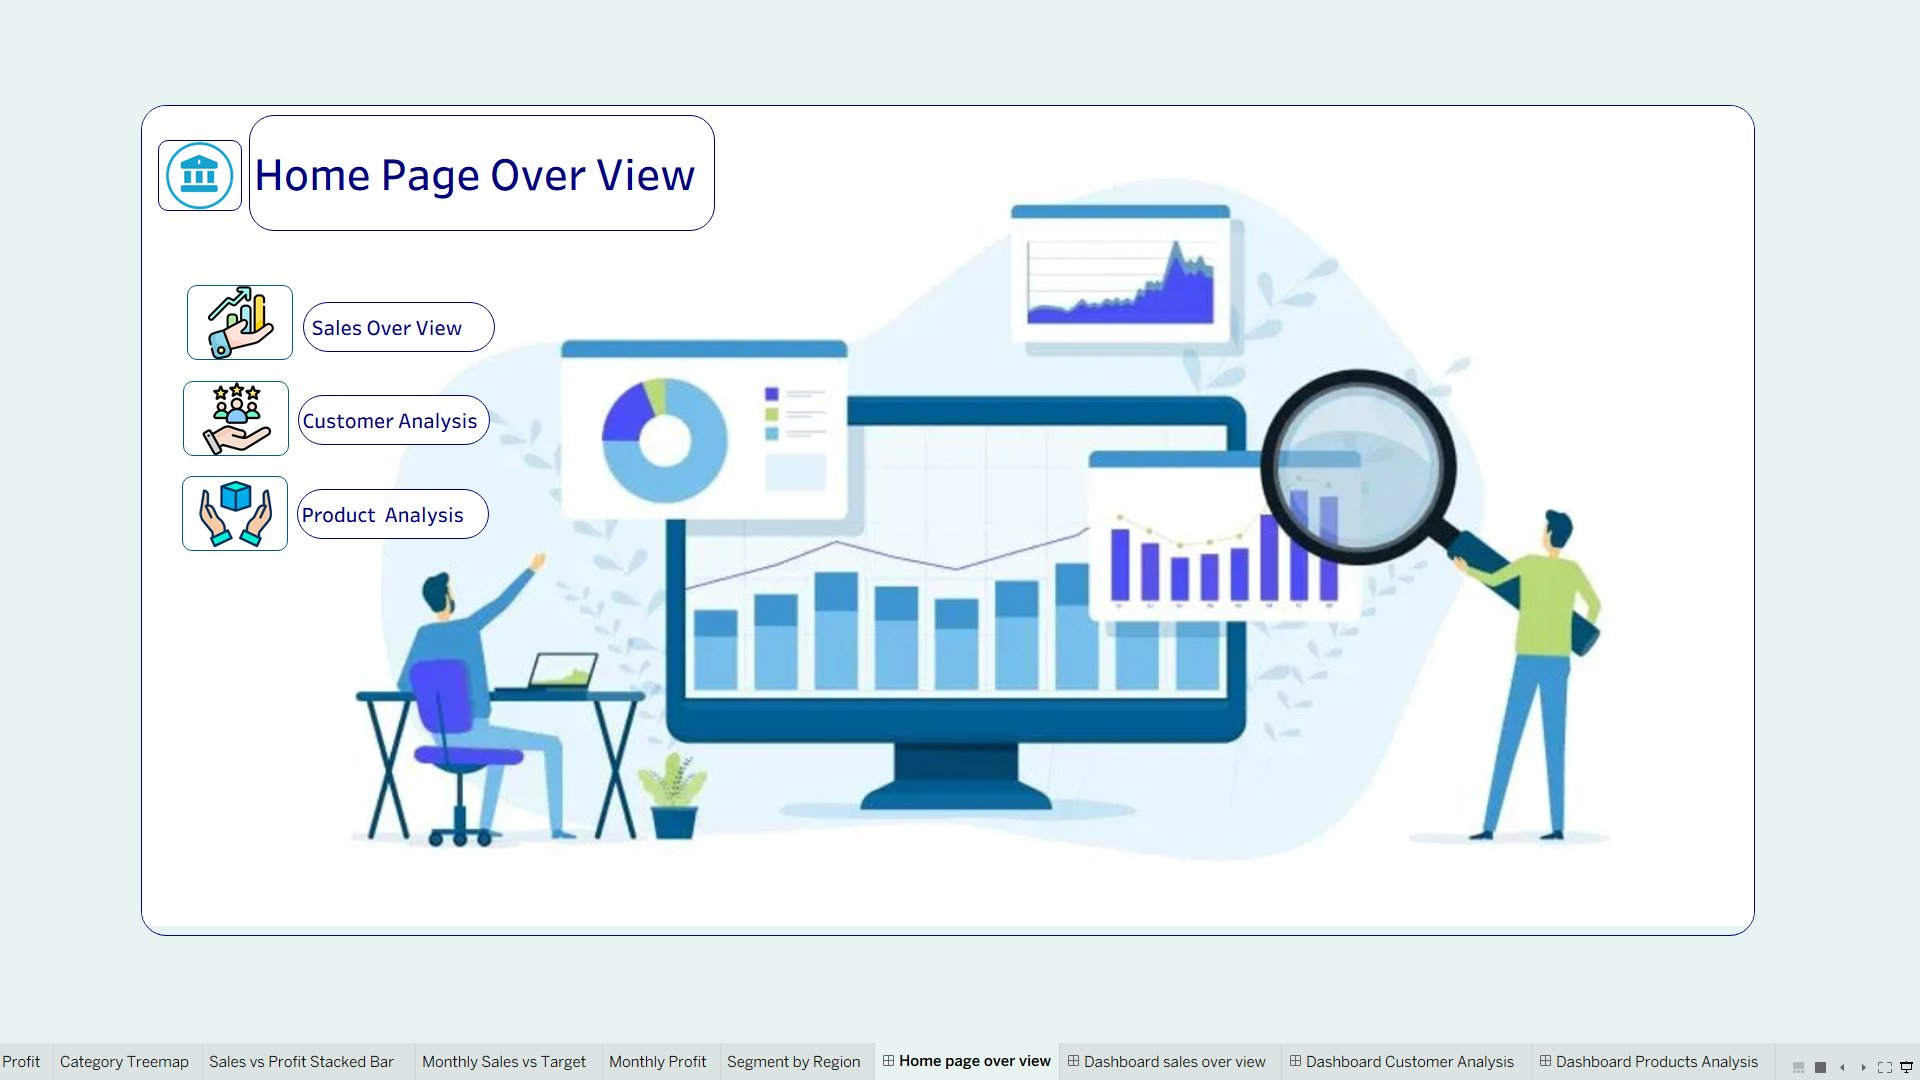 Home Page Over View
Sales Over View
Customer Analysis
Product Analysis
Profit
Category Treemap
Sales vs Profit Stacked Bar
Monthly Sales vs Target
Monthly Profit
Segment by Region
Home page over view
Dashboard sales over view
Dashboard Customer Analysis
Dashboard Products Analysis